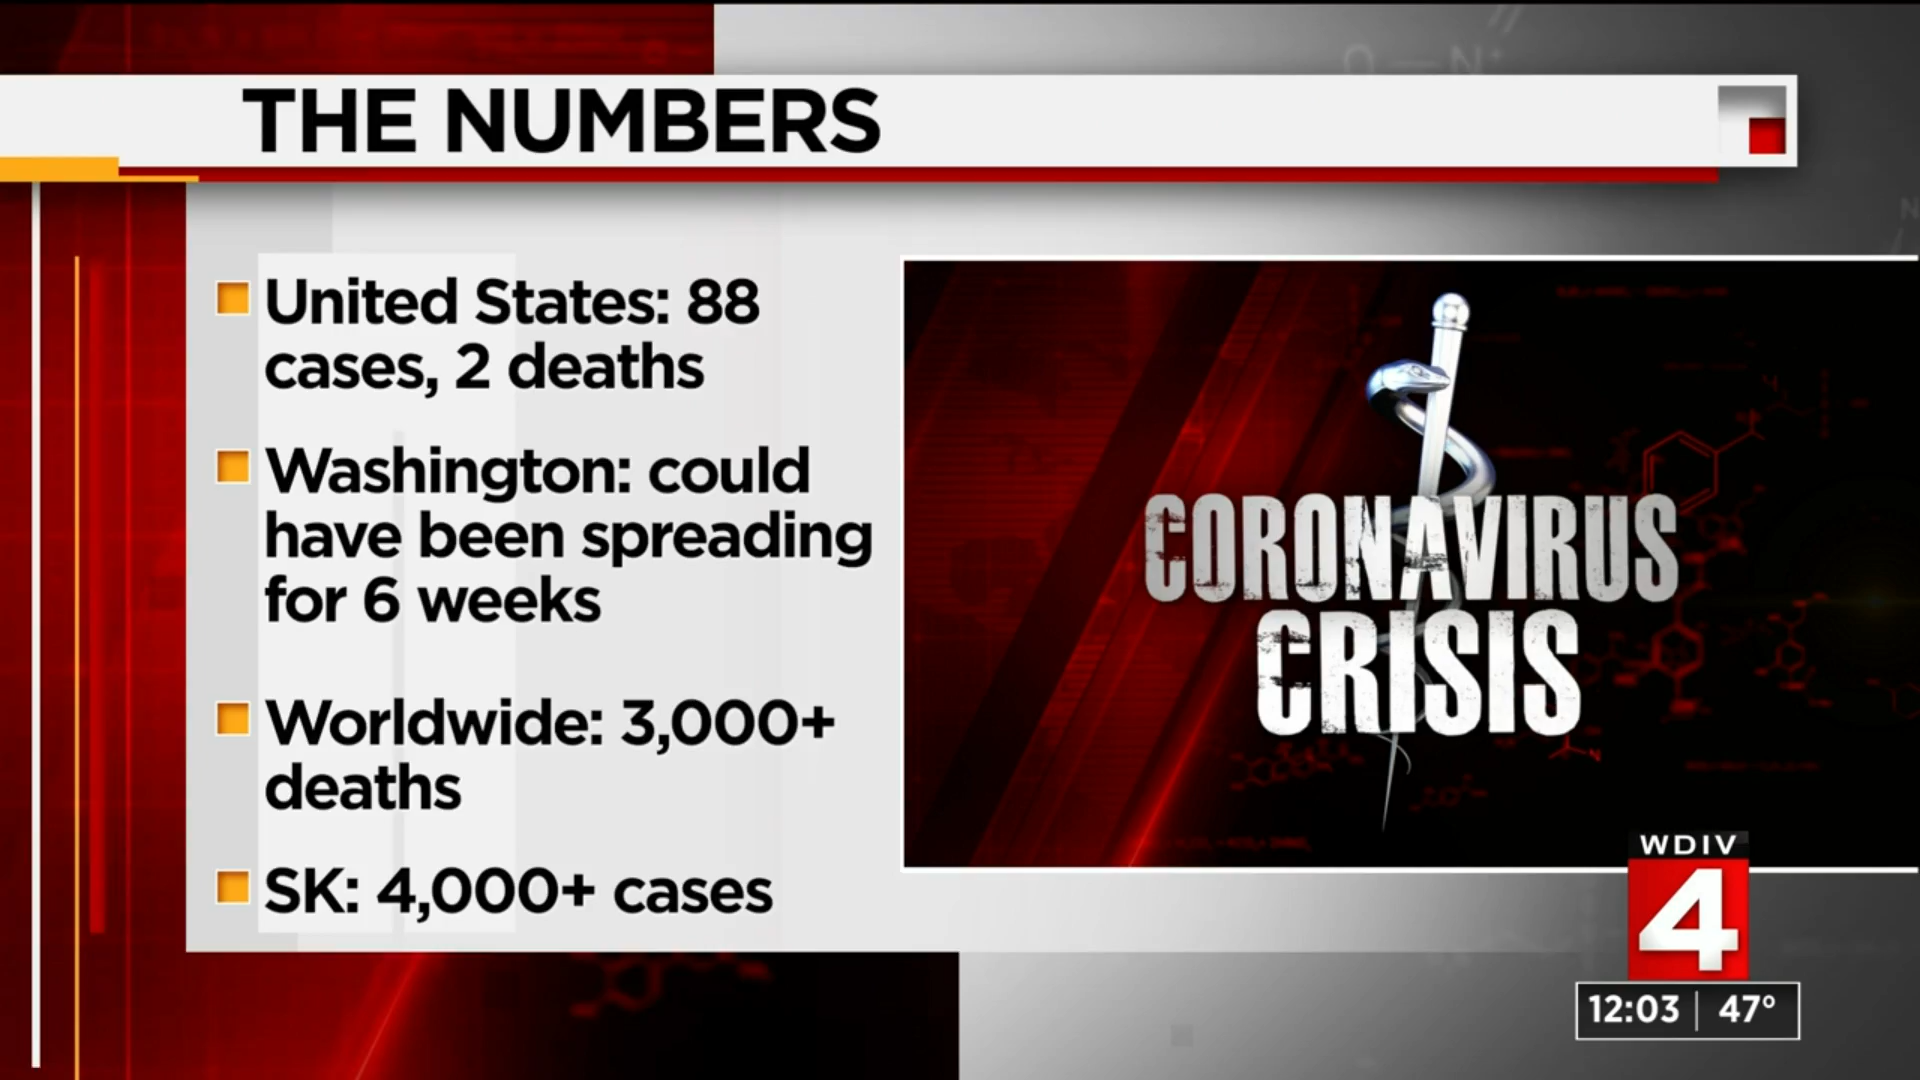 THE NUMBERS
United States: 88
cases, 2 deaths
Washington: could
have been spreading
for 6 weeks
Worldwide: 3,000+
deaths
SK: 4,000+ cases
CORONAVIRUS
CRISIS
WDIV
4
12:03 | 47°